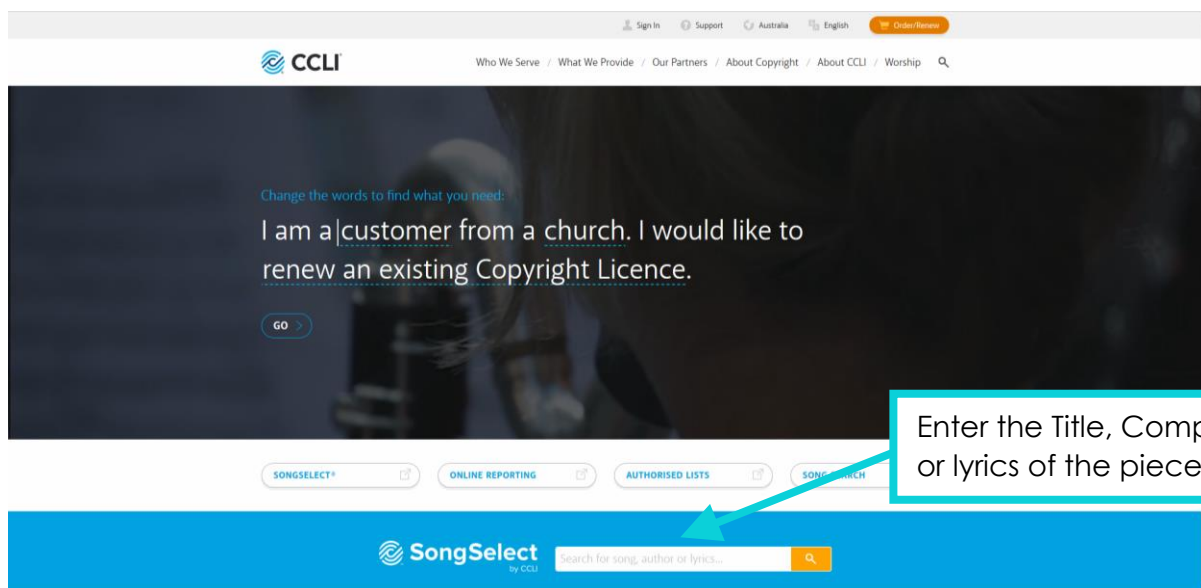 Sign In Support Australia English Order/Renew
CCLI
Who We Serve / What We Provide / Our Partners / About Copyright / About CCLI / Worship
Change the words to find what you need:
I am a customer from a church. I would like to
renew an existing Copyright Licence.
GO
Enter the Title, Comp
or lyrics of the piece
SONGSELECT® ONLINE REPORTING AUTHORISED LISTS SONG SEARCH
SongSelect
by CCLI
Search for song, author or lyrics...